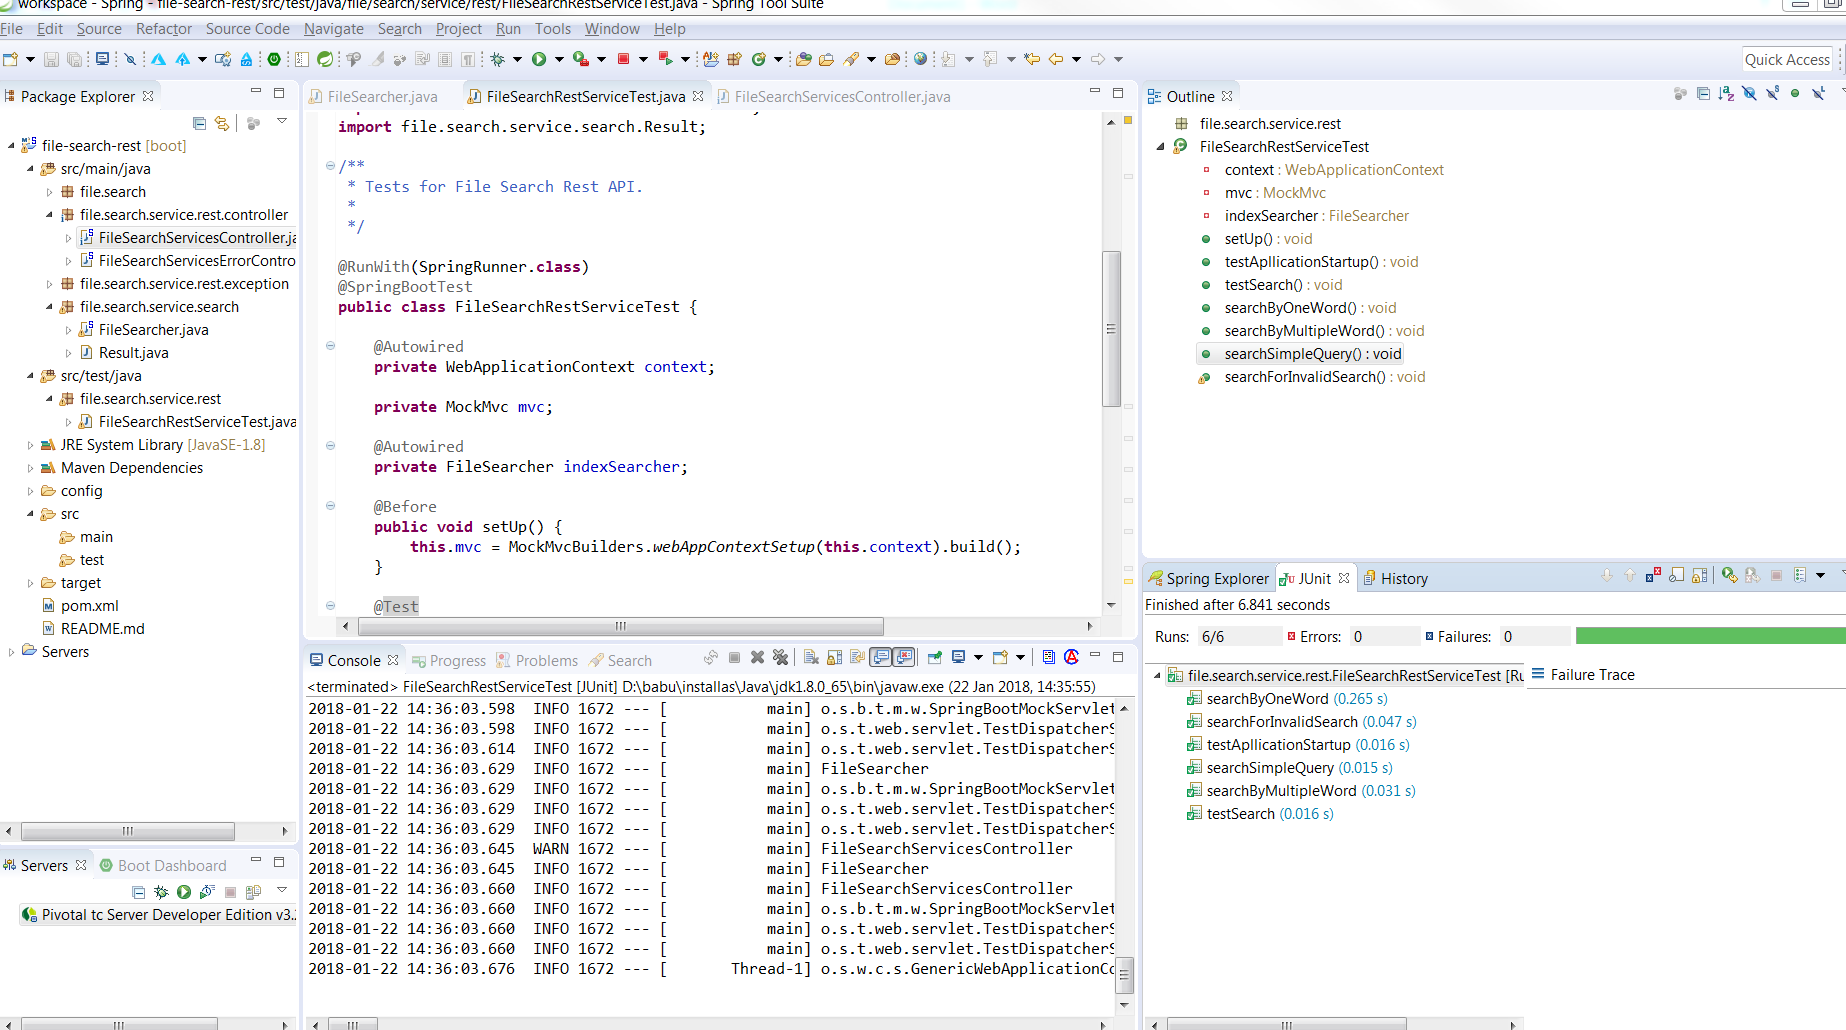 workspace - Spring - file-search-rest/src/test/java/file/search/service/rest/FileSearchRestServiceTest.java - Spring Tool Suite
File Edit Source Refactor Source Code Navigate Search Project Run Tools Window Help
Quick Access
Package Explorer
file-search-rest [boot]
src/main/java
file.search
file.search.service.rest.controller
FileSearchServicesController.ja
FileSearchServicesErrorContro
file.search.service.rest.exception
file.search.service.search
FileSearcher.java
Result.java
src/test/java
file.search.service.rest
FileSearchRestServiceTest.java
JRE System Library [JavaSE-1.8]
Maven Dependencies
config
src
main
test
target
pom.xml
README.md
Servers
Servers Boot Dashboard
Pivotal tc Server Developer Edition v3.
FileSearcher.java FileSearchRestServiceTest.java FileSearchServicesController.java
import file.search.service.search.Result;
/**
* Tests for File Search Rest API.
*
*/
@RunWith(SpringRunner.class)
@SpringBootTest
public class FileSearchRestServiceTest {
@Autowired
private WebApplicationContext context;
private MockMvc mvc;
@Autowired
private FileSearcher indexSearcher;
@Before
public void setUp() {
this.mvc = MockMvcBuilders.webAppContextSetup(this.context).build();
}
@Test
Console Progress Problems Search
<terminated> FileSearchRestServiceTest [JUnit] D:\babu\installas\Java\jdk1.8.0_65\bin\javaw.exe (22 Jan 2018, 14:35:55)
2018-01-22 14:36:03.598 INFO 1672 --- [ main] o.s.b.t.m.w.SpringBootMockServlet
2018-01-22 14:36:03.598 INFO 1672 --- [ main] o.s.t.web.servlet.TestDispatcherS
2018-01-22 14:36:03.614 INFO 1672 --- [ main] o.s.t.web.servlet.TestDispatcherS
2018-01-22 14:36:03.629 INFO 1672 --- [ main] FileSearcher
2018-01-22 14:36:03.629 INFO 1672 --- [ main] o.s.b.t.m.w.SpringBootMockServlet
2018-01-22 14:36:03.629 INFO 1672 --- [ main] o.s.t.web.servlet.TestDispatcherS
2018-01-22 14:36:03.629 INFO 1672 --- [ main] o.s.t.web.servlet.TestDispatcherS
2018-01-22 14:36:03.645 WARN 1672 --- [ main] FileSearchServicesController
2018-01-22 14:36:03.645 INFO 1672 --- [ main] FileSearcher
2018-01-22 14:36:03.660 INFO 1672 --- [ main] FileSearchServicesController
2018-01-22 14:36:03.660 INFO 1672 --- [ main] o.s.b.t.m.w.SpringBootMockServlet
2018-01-22 14:36:03.660 INFO 1672 --- [ main] o.s.t.web.servlet.TestDispatcherS
2018-01-22 14:36:03.660 INFO 1672 --- [ main] o.s.t.web.servlet.TestDispatcherS
2018-01-22 14:36:03.676 INFO 1672 --- [ Thread-1] o.s.w.c.s.GenericWebApplicationCo
Outline
file.search.service.rest
FileSearchRestServiceTest
context : WebApplicationContext
mvc : MockMvc
indexSearcher : FileSearcher
setUp() : void
testApllicationStartup() : void
testSearch() : void
searchByOneWord() : void
searchByMultipleWord() : void
searchSimpleQuery() : void
searchForInvalidSearch() : void
Spring Explorer JUnit History
Finished after 6.841 seconds
Runs: 6/6 Errors: 0 Failures: 0
file.search.service.rest.FileSearchRestServiceTest [Ru
searchByOneWord (0.265 s)
searchForInvalidSearch (0.047 s)
testApllicationStartup (0.016 s)
searchSimpleQuery (0.015 s)
searchByMultipleWord (0.031 s)
testSearch (0.016 s)
Failure Trace